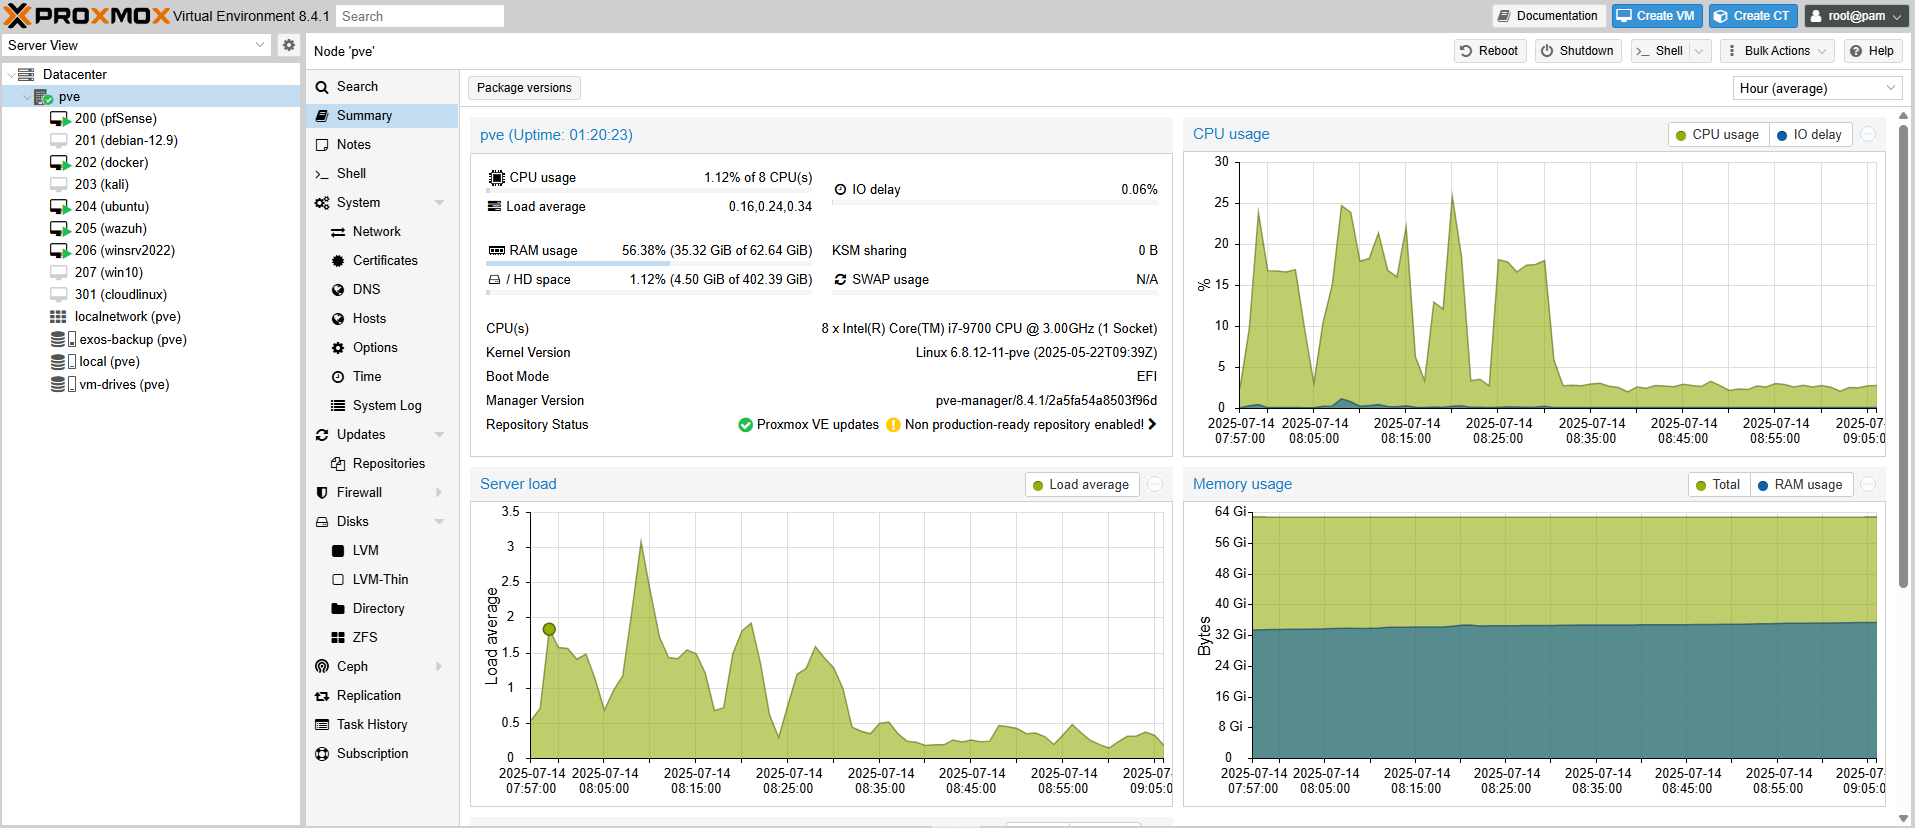 PROXMOX Virtual Environment 8.4.1 Search Documentation Create VM Create CT root@pam
Server View
Datacenter
pve
200 (pfSense)
201 (debian-12.9)
202 (docker)
203 (kali)
204 (ubuntu)
205 (wazuh)
206 (winsrv2022)
207 (win10)
301 (cloudlinux)
localnetwork (pve)
exos-backup (pve)
local (pve)
vm-drives (pve)
Node 'pve' Reboot Shutdown Shell Bulk Actions Help
Search
Summary
Notes
Shell
System
Network
Certificates
DNS
Hosts
Options
Time
System Log
Updates
Repositories
Firewall
Disks
LVM
LVM-Thin
Directory
ZFS
Ceph
Replication
Task History
Subscription
Package versions Hour (average)
pve (Uptime: 01:20:23)
CPU usage 1.12% of 8 CPU(s)
IO delay 0.06%
Load average 0.16,0.24,0.34
RAM usage 56.38% (35.32 GiB of 62.64 GiB)
KSM sharing 0 B
/ HD space 1.12% (4.50 GiB of 402.39 GiB)
SWAP usage N/A
CPU(s) 8 x Intel(R) Core(TM) i7-9700 CPU @ 3.00GHz (1 Socket)
Kernel Version Linux 6.8.12-11-pve (2025-05-22T09:39Z)
Boot Mode EFI
Manager Version pve-manager/8.4.1/2a5fa54a8503f96d
Repository Status Proxmox VE updates Non production-ready repository enabled!
CPU usage CPU usage IO delay
30
25
20
15
10
5
0
%
2025-07-14 2025-07-14 2025-07-14 2025-07-14 2025-07-14 2025-07-14 2025-07-14 2025-07-
07:57:00 08:05:00 08:15:00 08:25:00 08:35:00 08:45:00 08:55:00 09:05:0
Server load Load average
3.5
3
2.5
2
1.5
1
0.5
0
Load average
2025-07-14 2025-07-14 2025-07-14 2025-07-14 2025-07-14 2025-07-14 2025-07-14 2025-07-
07:57:00 08:05:00 08:15:00 08:25:00 08:35:00 08:45:00 08:55:00 09:05:0
Memory usage Total RAM usage
64 Gi
56 Gi
48 Gi
40 Gi
32 Gi
24 Gi
16 Gi
8 Gi
0
Bytes
2025-07-14 2025-07-14 2025-07-14 2025-07-14 2025-07-14 2025-07-14 2025-07-14 2025-07-
07:57:00 08:05:00 08:15:00 08:25:00 08:35:00 08:45:00 08:55:00 09:05:0